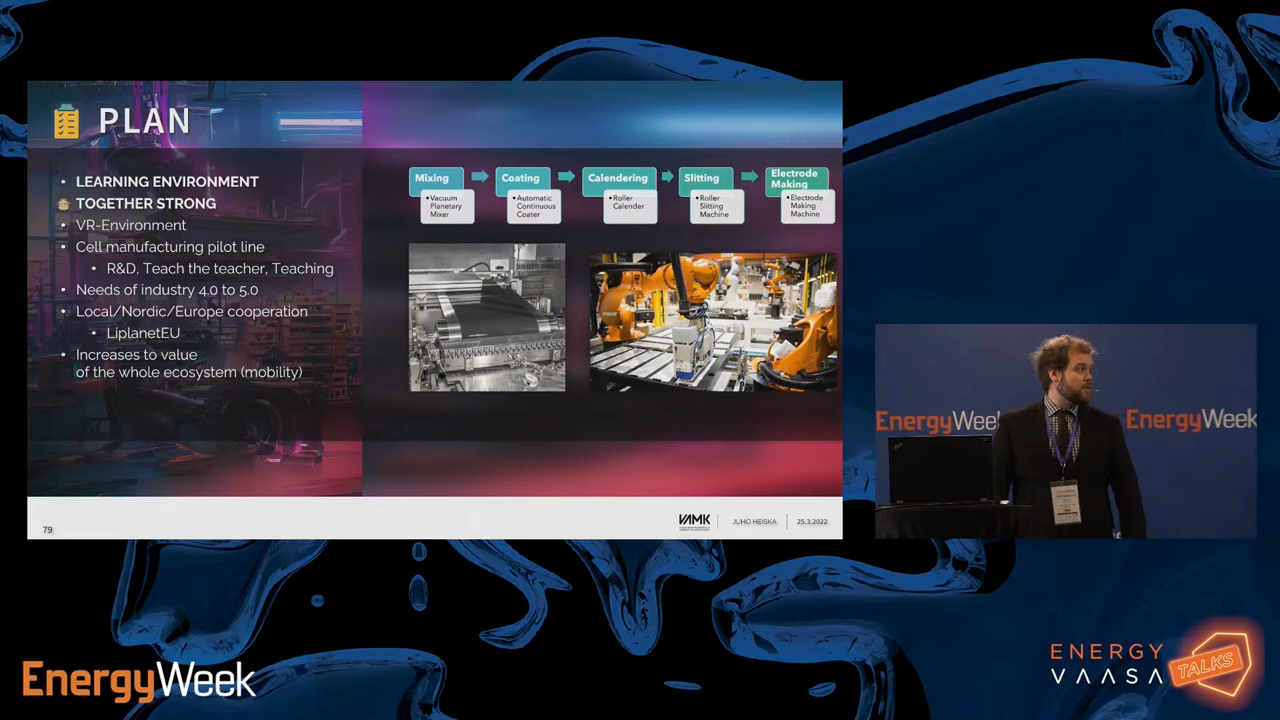 PLAN
• LEARNING ENVIRONMENT
TOGETHER STRONG
• VR-Environment
• Cell manufacturing pilot line
• R&D, Teach the teacher, Teaching
• Needs of industry 4.0 to 5.0
• Local/Nordic/Europe cooperation
• LiplanetEU
• Increases to value
of the whole ecosystem (mobility)
Mixing
•Vacuum
Planetary
Mixer
Coating
•Automatic
Continuous
Coater
Calendering
•Roller
Calender
Slitting
•Roller
Slitting
Machine
Electrode
Making
•Electrode
Making
Machine
79
VAMK
JUHO HEISKA
25.3.2022
EnergyWeek
EnergyWeek
EnergyWeek
ENERGY
VAASA
TALKS